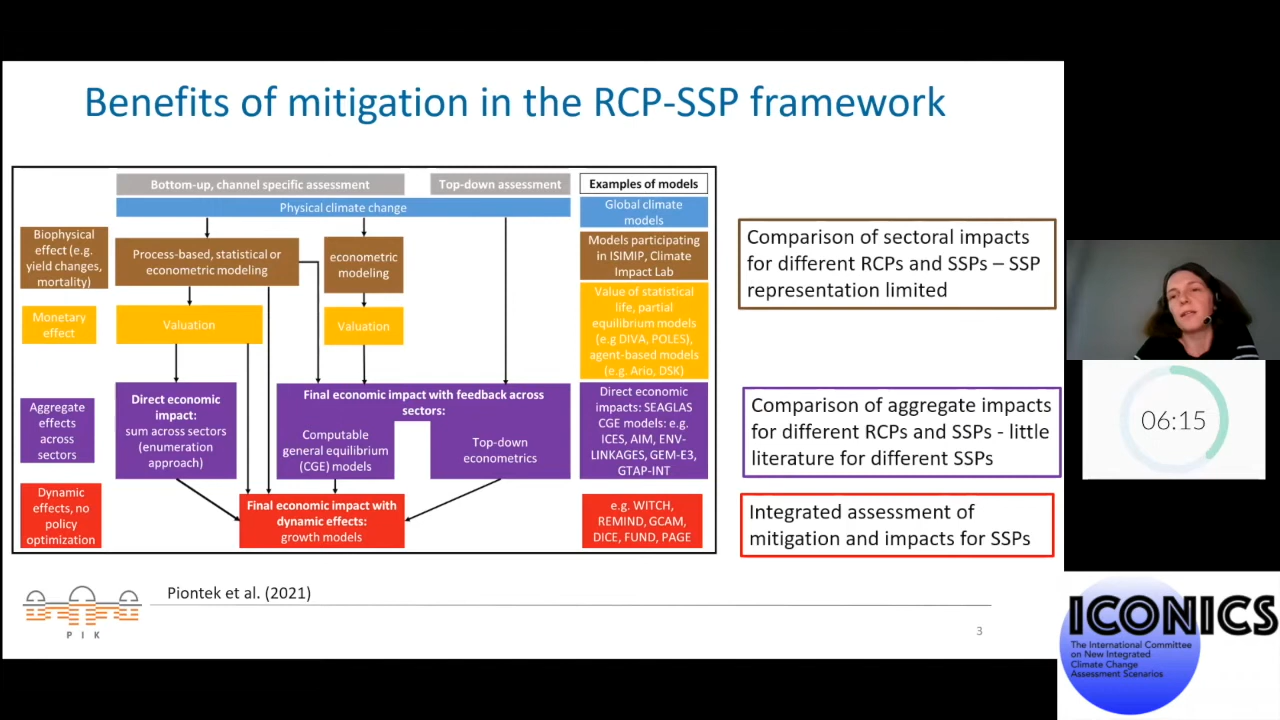 Benefits of mitigation in the RCP-SSP framework
Bottom-up, channel specific assessment
Top-down assessment
Examples of models
Physical climate change
Global climate
models
Biophysical
effect (e.g.
yield changes,
mortality)
Process-based, statistical or
econometric modeling
econometric
modeling
Models participating
in ISIMIP, Climate
Impact Lab
Monetary
effect
Valuation
Valuation
Value of statistical
life, partial
equilibrium models
(e.g DIVA, POLES),
agent-based models
(e.g. Ario, DSK)
Aggregate
effects
across
sectors
Direct economic
impact:
sum across sectors
(enumeration
approach)
Final economic impact with feedback across
sectors:
Computable
general equilibrium
(CGE) models
Top-down
econometrics
Direct economic
impacts: SEAGLAS
CGE models: e.g.
ICES, AIM, ENV-
LINKAGES, GEM-E3,
GTAP-INT
Dynamic
effects, no
policy
optimization
Final economic impact with
dynamic effects:
growth models
e.g. WITCH,
REMIND, GCAM,
DICE, FUND, PAGE
Comparison of sectoral impacts
for different RCPs and SSPs – SSP
representation limited
Comparison of aggregate impacts
for different RCPs and SSPs - little
literature for different SSPs
Integrated assessment of
mitigation and impacts for SSPs
Piontek et al. (2021)
P I K
3
06:15
ICONICS
The International Committee
on New Integrated
Climate Change
Assessment Scenarios